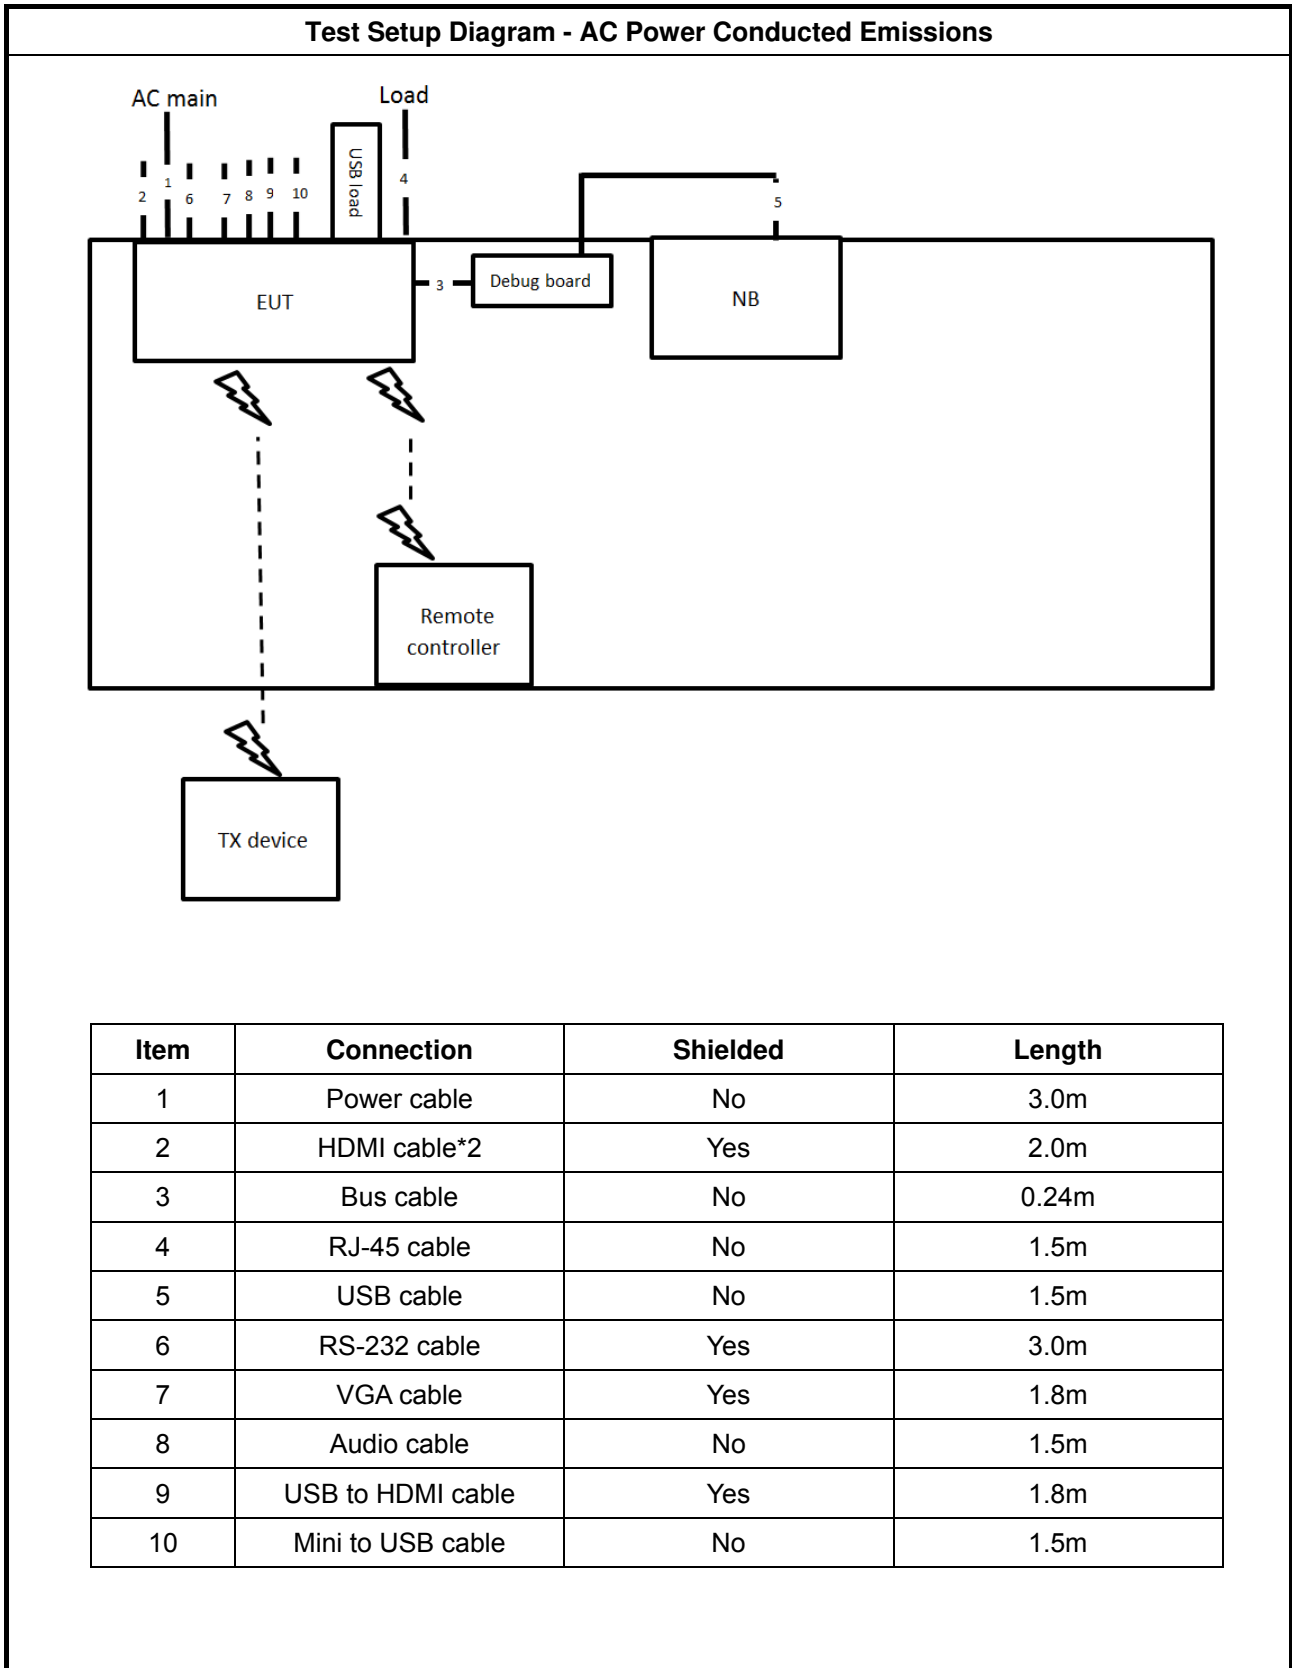 Test Setup Diagram - AC Power Conducted Emissions
AC main
Load
USB load
2
1
6
7
8
9
10
4
5
EUT
3
Debug board
NB
Remote
controller
TX device
Item Connection Shielded Length
1 Power cable No 3.0m
2 HDMI cable*2 Yes 2.0m
3 Bus cable No 0.24m
4 RJ-45 cable No 1.5m
5 USB cable No 1.5m
6 RS-232 cable Yes 3.0m
7 VGA cable Yes 1.8m
8 Audio cable No 1.5m
9 USB to HDMI cable Yes 1.8m
10 Mini to USB cable No 1.5m